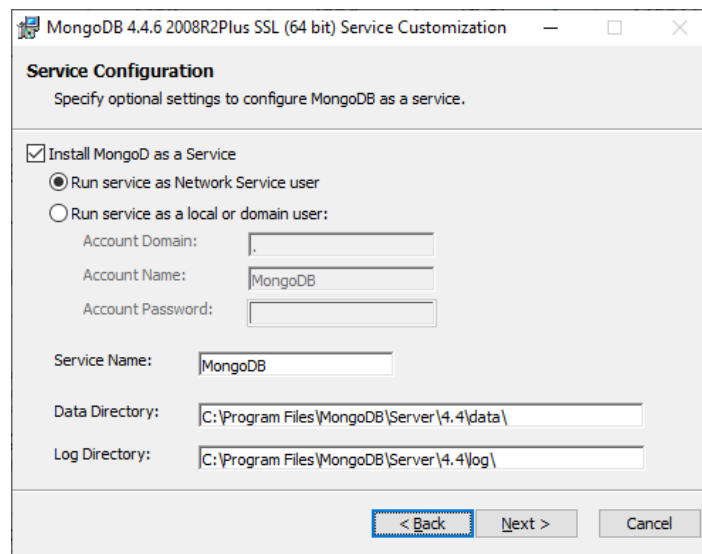 MongoDB 4.4.6 2008R2Plus SSL (64 bit) Service Customization
Service Configuration
Specify optional settings to configure MongoDB as a service.
Install MongoD as a Service
Run service as Network Service user
Run service as a local or domain user:
Account Domain: .
Account Name: MongoDB
Account Password:
Service Name: MongoDB
Data Directory: C:\Program Files\MongoDB\Server\4.4\data\
Log Directory: C:\Program Files\MongoDB\Server\4.4\log\
< Back Next > Cancel